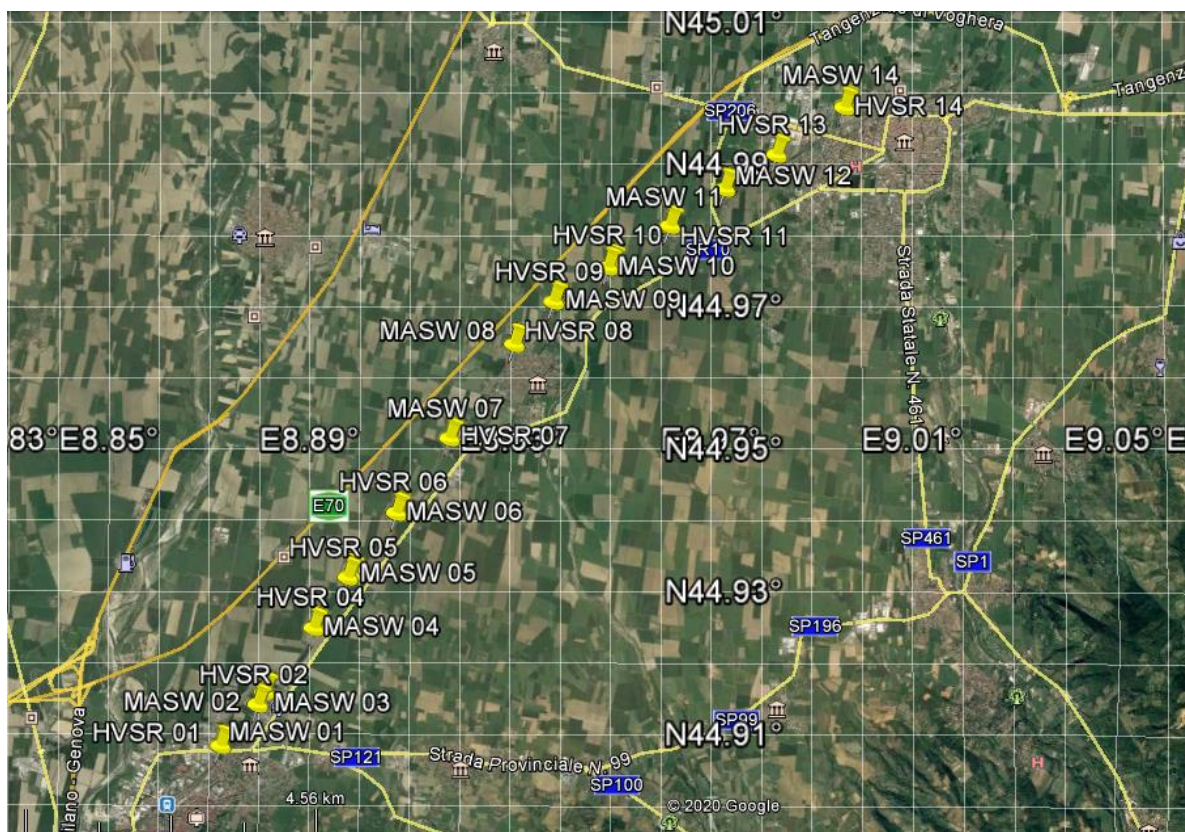 N45.01°
Tangenziale di Voghera
MASW 14
Tangenz
SP206
HVSR 14
HVSR 13
N44.99°
H
MASW 12
MASW 11
HVSR 10
HVSR 11
SR10
MASW 10
HVSR 09
MASW 09
N44.97°
MASW 08
HVSR 08
Strada Statale N. 461
MASW 07
HVSR 07
83°
E8.85°
E8.89°
E9.01°
E9.05°
E
N44.95°
HVSR 06
E70
MASW 06
SP461
HVSR 05
SP1
MASW 05
N44.93°
HVSR 04
MASW 04
SP196
HVSR 02
MASW 02
MASW 03
SP99
HVSR 01
MASW 01
N44.91°
SP121
Strada Provinciale N. 99
H
SP100
ilano - Genova
4.56 km
© 2020 Google